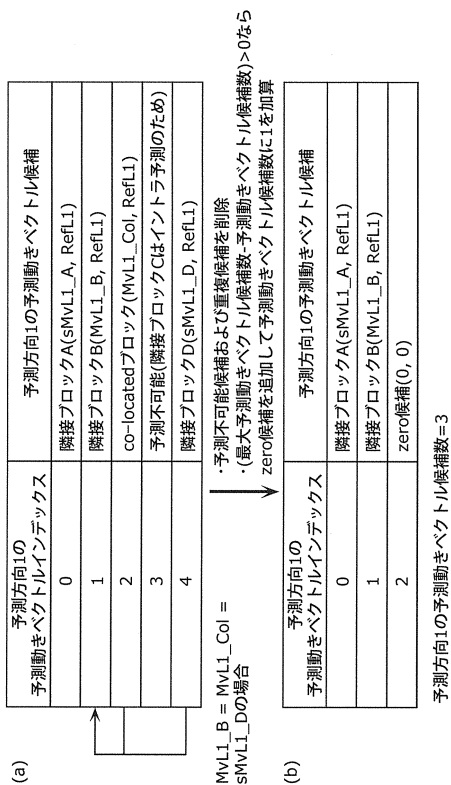 (a)
予測方向1の
予測動きベクトルインデックス
予測方向1の予測動きベクトル候補
0
隣接ブロックA(sMvL1_A, RefL1)
1
隣接ブロックB(MvL1_B, RefL1)
2
co-locatedブロック(MvL1_Col, RefL1)
3
予測不可能(隣接ブロックCはイントラ予測のため)
4
隣接ブロックD(sMvL1_D, RefL1)
MvL1_B = MvL1_Col =
sMvL1_Dの場合
・予測不可能候補および重複候補を削除
・(最大予測動きベクトル候補数-予測動きベクトル候補数)>0なら
zero候補を追加して予測動きベクトル候補数に1を加算
(b)
予測方向1の
予測動きベクトルインデックス
予測方向1の予測動きベクトル候補
0
隣接ブロックA(sMvL1_A, RefL1)
1
隣接ブロックB(MvL1_B, RefL1)
2
zero候補(0, 0)
予測方向1の予測動きベクトル候補数=3